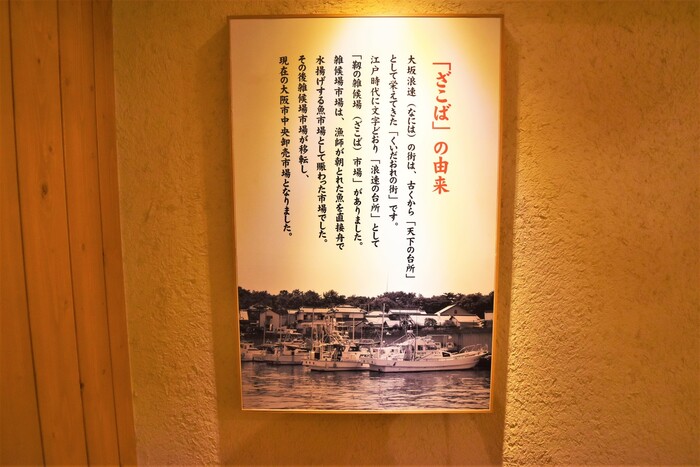 「ざこば」の由来
大坂浪速（なには）の街は、古くから「天下の台所」
として栄えてきた「くいだおれの街」です。
江戸時代に文字どおり「浪速の台所」として
「靭の雑候場（ざこば）市場」がありました。
雑候場市場は、漁師が朝とれた魚を直接舟で
水揚げする魚市場として賑わった市場でした。
その後雑候場市場が移転し、
現在の大阪市中央卸売市場となりました。